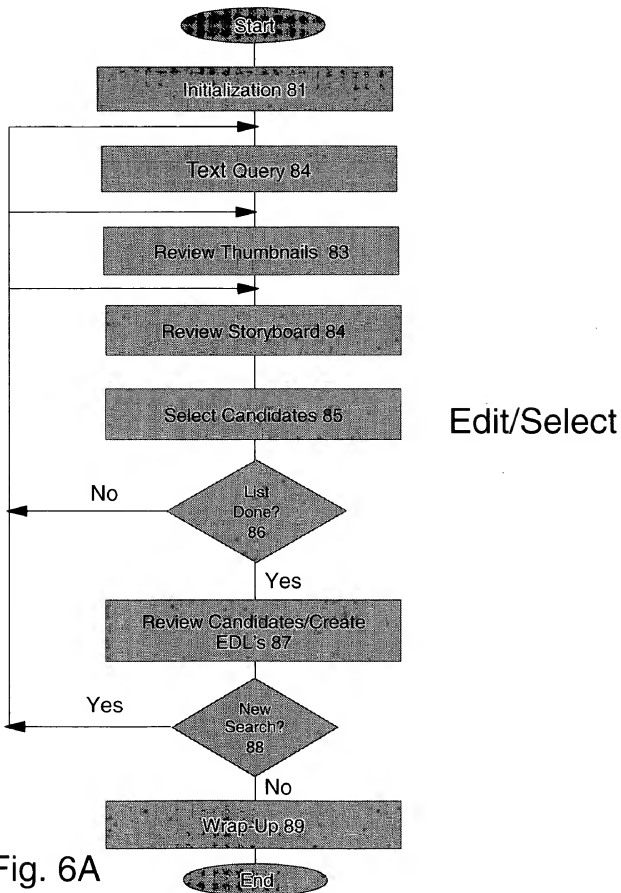 Start
Initialization 81
Text Query 84
Review Thumbnails 83
Review Storyboard 84
Select Candidates 85
Edit/Select
List
Done?
86
No
Yes
Review Candidates/Create
EDL's 87
New
Search?
88
Yes
No
Wrap-Up 89
End
Fig. 6A